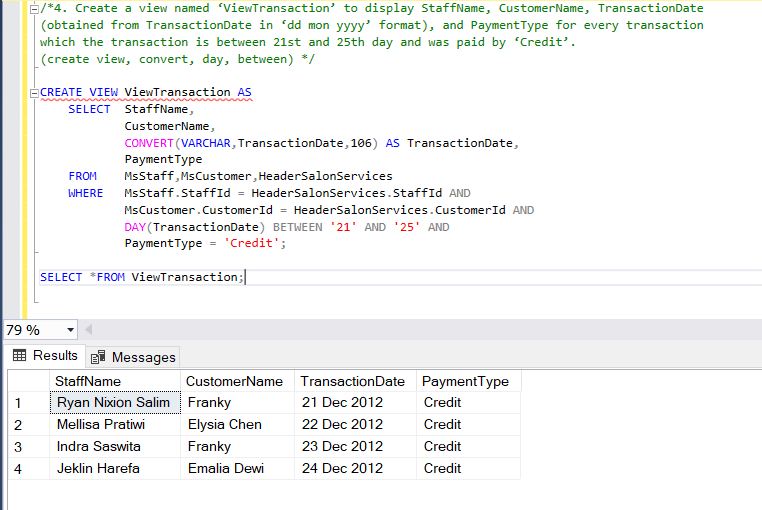 /*4. Create a view named ‘ViewTransaction’ to display StaffName, CustomerName, TransactionDate
(obtained from TransactionDate in ‘dd mon yyyy’ format), and PaymentType for every transaction
which the transaction is between 21st and 25th day and was paid by ‘Credit’.
(create view, convert, day, between) */
CREATE VIEW ViewTransaction AS
SELECT StaffName,
CustomerName,
CONVERT(VARCHAR,TransactionDate,106) AS TransactionDate,
PaymentType
FROM MsStaff,MsCustomer,HeaderSalonServices
WHERE MsStaff.StaffId = HeaderSalonServices.StaffId AND
MsCustomer.CustomerId = HeaderSalonServices.CustomerId AND
DAY(TransactionDate) BETWEEN '21' AND '25' AND
PaymentType = 'Credit';
SELECT *FROM ViewTransaction;
79 %
Results Messages
StaffName CustomerName TransactionDate PaymentType
1 Ryan Nixion Salim Franky 21 Dec 2012 Credit
2 Mellisa Pratiwi Elysia Chen 22 Dec 2012 Credit
3 Indra Saswita Franky 23 Dec 2012 Credit
4 Jeklin Harefa Emalia Dewi 24 Dec 2012 Credit